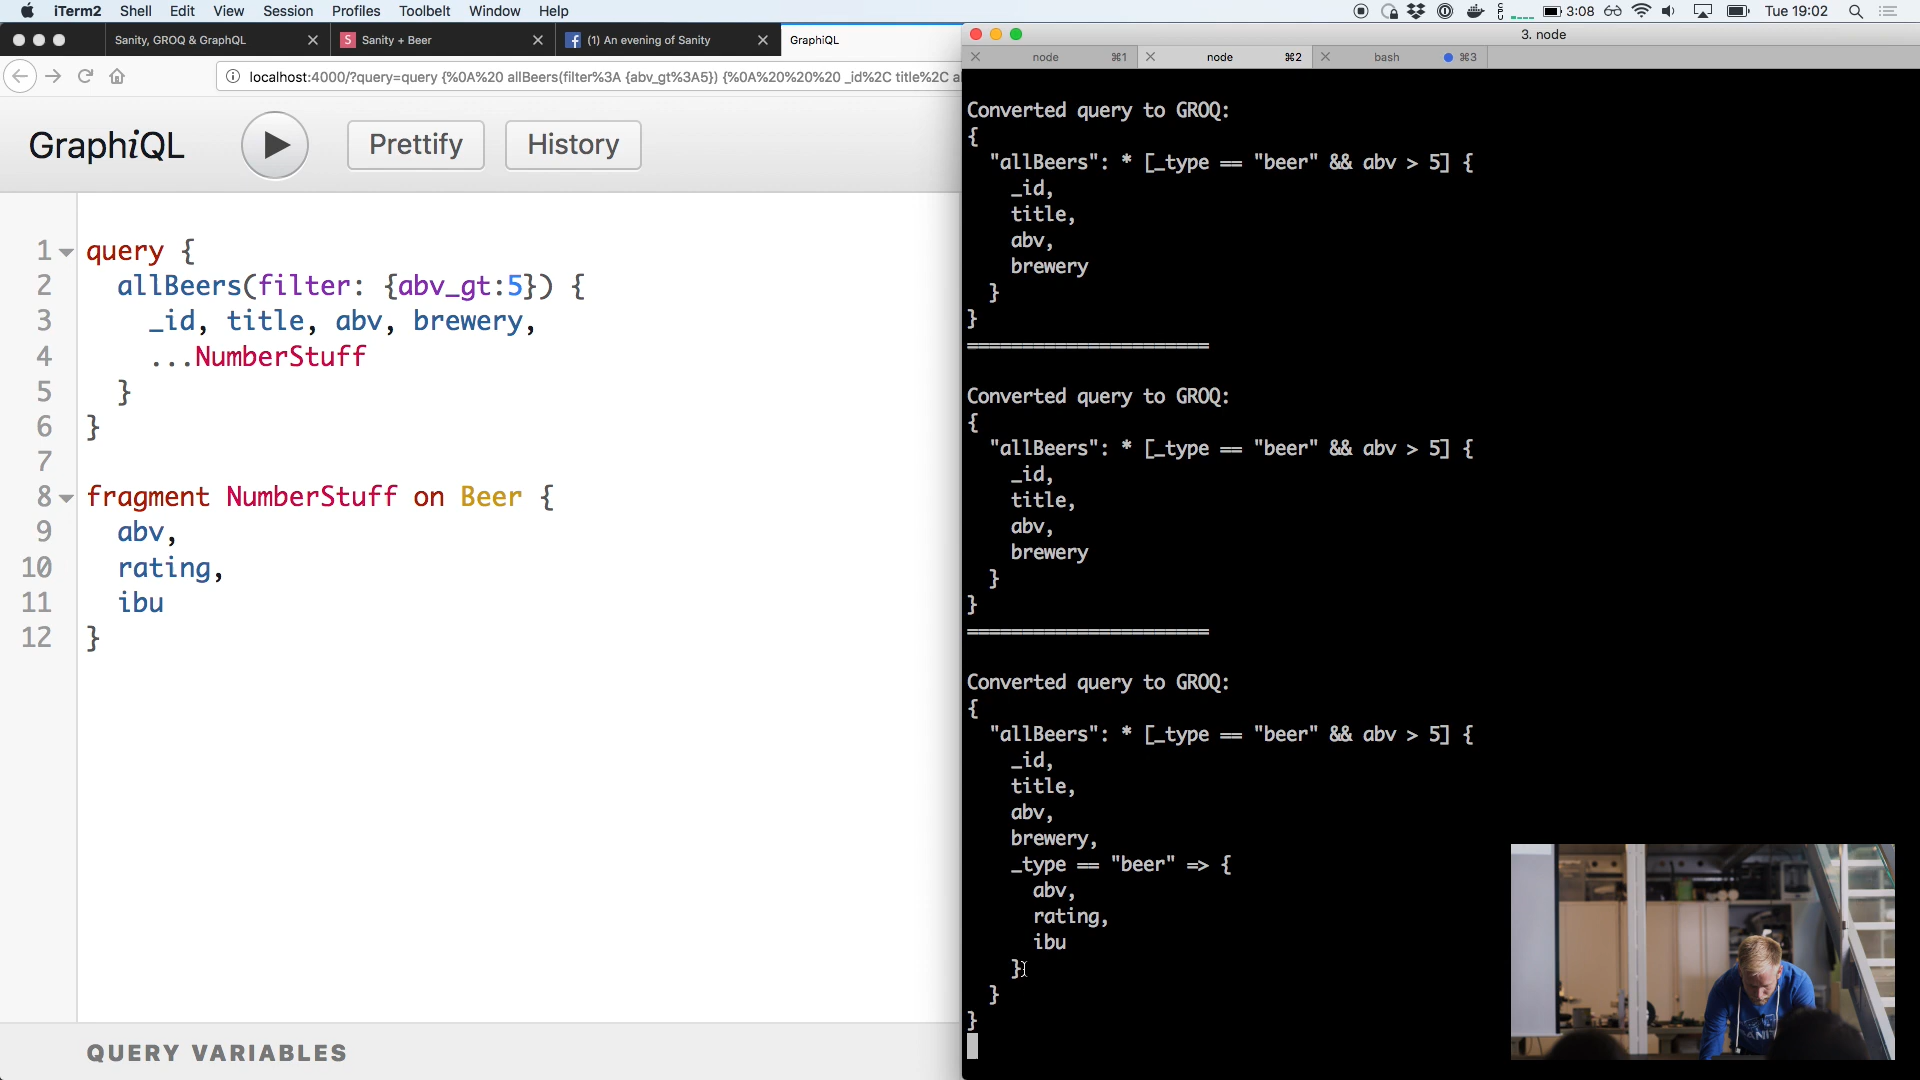 iTerm2 Shell Edit View Session Profiles Toolbelt Window Help 3:08 Tue 19:02
Sanity, GROQ & GraphQL
S Sanity + Beer
(1) An evening of Sanity
GraphiQL
localhost:4000/?query=query {%0A%20 allBeers(filter%3A {abv_gt%3A5}) {%0A%20%20%20 _id%2C title%2C a
GraphiQL
Prettify
History
1 query {
2 allBeers(filter: {abv_gt:5}) {
3 _id, title, abv, brewery,
4 ...NumberStuff
5 }
6 }
7
8 fragment NumberStuff on Beer {
9 abv,
10 rating,
11 ibu
12 }
QUERY VARIABLES
3. node
node ⌘1
node ⌘2
bash ⌘3
Converted query to GROQ:
{
"allBeers": * [_type == "beer" && abv > 5] {
_id,
title,
abv,
brewery
}
}
======================
Converted query to GROQ:
{
"allBeers": * [_type == "beer" && abv > 5] {
_id,
title,
abv,
brewery
}
}
======================
Converted query to GROQ:
{
"allBeers": * [_type == "beer" && abv > 5] {
_id,
title,
abv,
brewery,
_type == "beer" => {
abv,
rating,
ibu
}
}
}